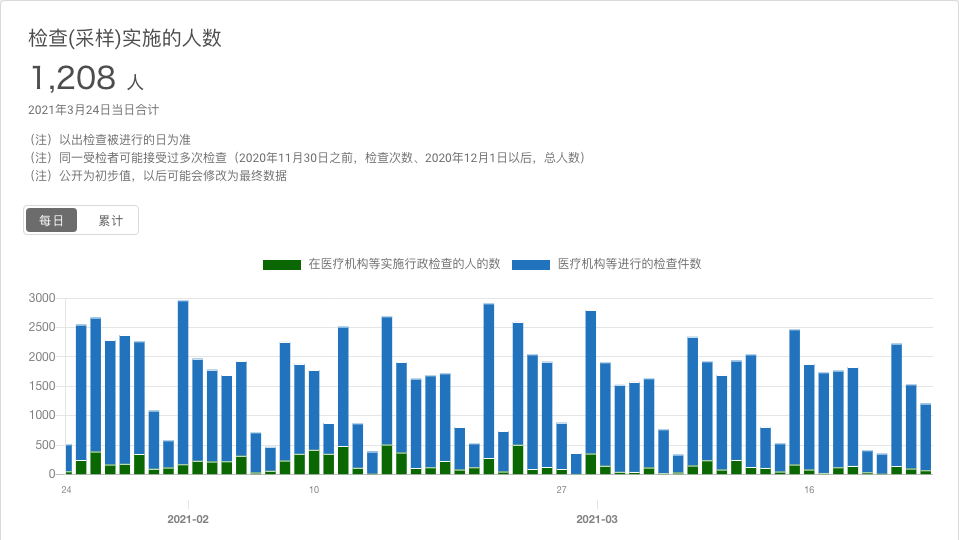 检查(采样)实施的人数
1,208 人
2021年3月24日当日合计
（注）以出检查被进行的日为准
（注）同一受检者可能接受过多次检查（2020年11月30日之前，检查次数、2020年12月1日以后，总人数）
（注）公开为初步值，以后可能会修改为最终数据
每日 累计
在医疗机构等实施行政检查的人的数 医疗机构等进行的检查件数
3000
2500
2000
1500
1000
500
0
24 10 27 16
2021-02 2021-03